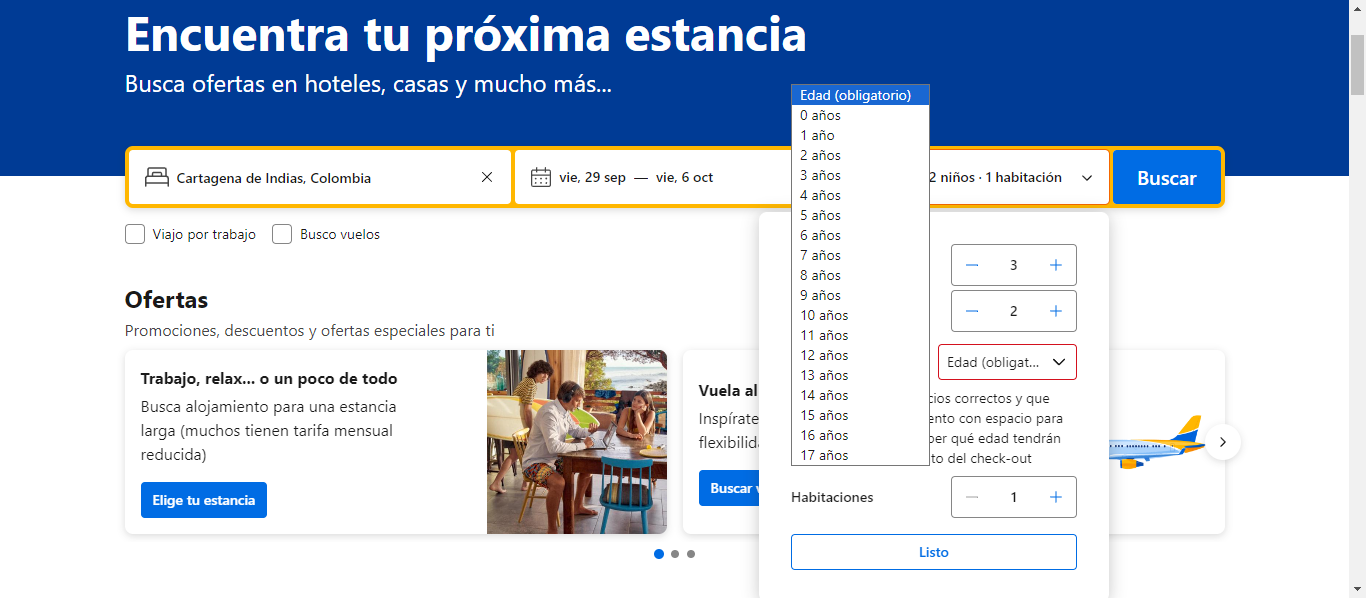 Encuentra tu próxima estancia
Busca ofertas en hoteles, casas y mucho más...
Cartagena de Indias, Colombia
vie, 29 sep — vie, 6 oct
2 niños · 1 habitación
Buscar
Viajo por trabajo
Busco vuelos
Edad (obligatorio)
0 años
1 año
2 años
3 años
4 años
5 años
6 años
7 años
8 años
9 años
10 años
11 años
12 años
13 años
14 años
15 años
16 años
17 años
3
2
Edad (obligat...
correctos y que
con espacio para
qué edad tendrán
del check-out
Habitaciones
1
Listo
Ofertas
Promociones, descuentos y ofertas especiales para ti
Trabajo, relax... o un poco de todo
Busca alojamiento para una estancia
larga (muchos tienen tarifa mensual
reducida)
Elige tu estancia
Vuela al
Inspírate
Buscar